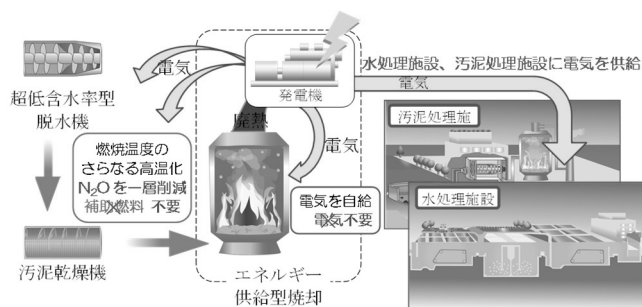 電気
発電機
水処理施設、汚泥処理施設に電気を供給
電気
超低含水率型
脱水機
廃熱
電気
汚泥処理施
燃焼温度の
さらなる高温化
N₂Oを一層削減
補助燃料 不要
電気を自給
電気不要
水処理施設
汚泥乾燥機
エネルギー
供給型焼却